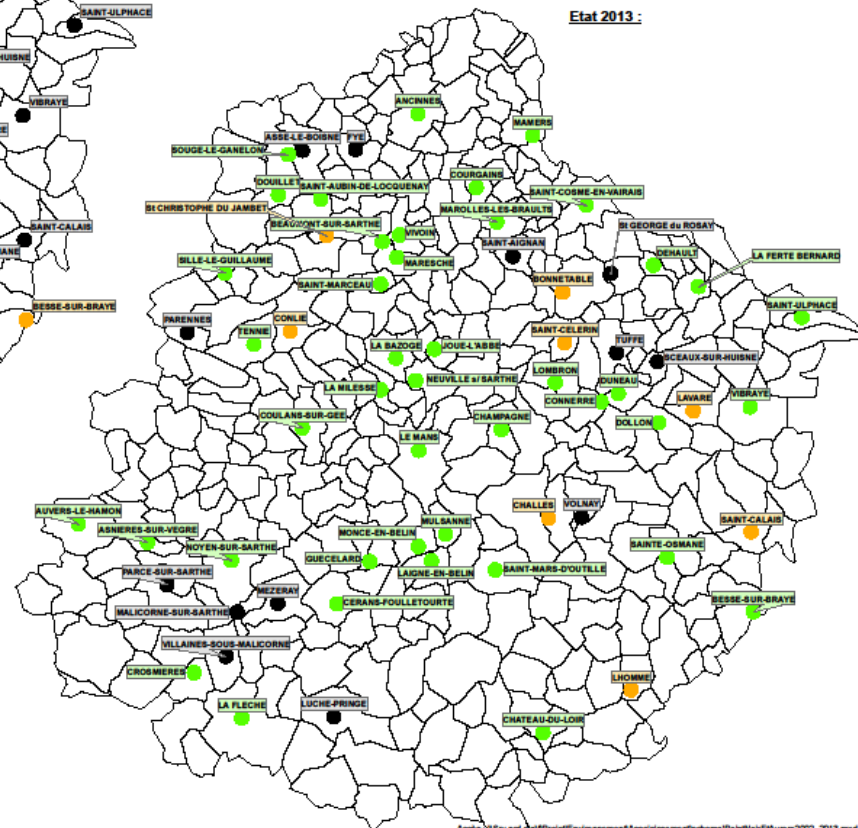 Etat 2013 :
SAINT-ULPHACE
HUISNE
VIBRAYE
SAINT-CALAIS
BESSE-SUR-BRAYE
ANCINNES
MAMERS
ASSE-LE-BOISNE
FYE
SOUGE-LE-GANELON
DOUILLET
SAINT-AUBIN-DE-LOCQUENAY
COURGAINS
SAINT-COSME-EN-VAIRAIS
St CHRISTOPHE DU JAMBET
BEAUMONT-SUR-SARTHE
VIVOIN
MAROLLES-LES-BRAULTS
St GEORGE du ROSAY
SAINT-AIGNAN
DEHAULT
LA FERTE BERNARD
SILLE-LE-GUILLAUME
MARESCHE
SAINT-MARCEAU
BONNETABLE
SAINT-ULPHACE
PARENNES
CONLIE
TENNIE
SAINT-CELERIN
LA BAZOGE
JOUE-L'ABBE
TUFFE
SCEAUX-SUR-HUISNE
LA MILESSE
NEUVILLE s/ SARTHE
LOMBRON
DUNEAU
CONNERRE
LAVARE
VIBRAYE
COULANS-SUR-GEE
CHAMPAGNE
DOLLON
LE MANS
AUVERS-LE-HAMON
ASNIERES-SUR-VEGRE
CHALLES
VOLNAY
SAINT-CALAIS
NOYEN-SUR-SARTHE
MONCE-EN-BELIN
MULSANNE
SAINTE-OSMANE
GUECELARD
PARCE-SUR-SARTHE
LAIGNE-EN-BELIN
SAINT-MARS-D'OUTILLE
MEZERAY
CERANS-FOULLETOURTE
BESSE-SUR-BRAYE
MALICORNE-SUR-SARTHE
VILLAINES-SOUS-MALICORNE
CROSMIERES
LHOMME
LA FLECHE
LUCHE-PRINGE
CHATEAU-DU-LOIR